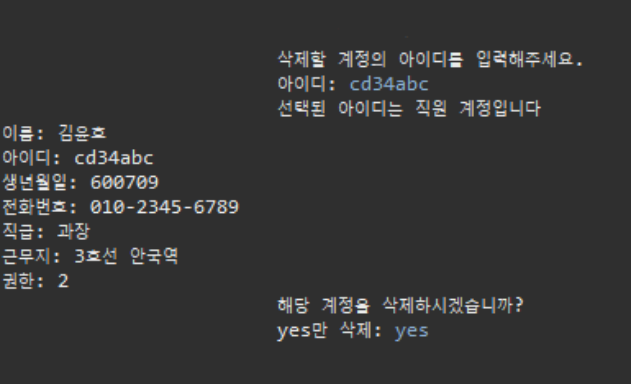 삭제할 계정의 아이디를 입력해주세요.
아이디: cd34abc
선택된 아이디는 직원 계정입니다
이름: 김윤호
아이디: cd34abc
생년월일: 600709
전화번호: 010-2345-6789
직급: 과장
근무지: 3호선 안국역
권한: 2
해당 계정을 삭제하시겠습니까?
yes만 삭제: yes